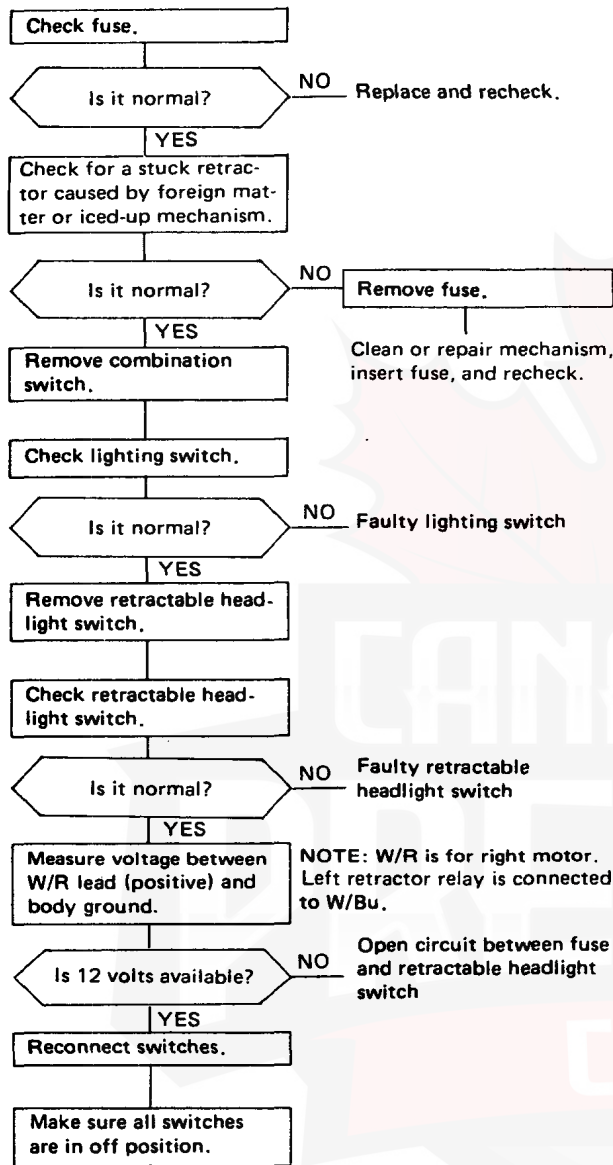 Check fuse.
Is it normal?
NO
Replace and recheck.
YES
Check for a stuck retrac-
tor caused by foreign mat-
ter or iced-up mechanism.
Is it normal?
NO
Remove fuse.
Clean or repair mechanism,
insert fuse, and recheck.
YES
Remove combination
switch.
Check lighting switch.
Is it normal?
NO
Faulty lighting switch
YES
Remove retractable head-
light switch.
Check retractable head-
light switch.
Is it normal?
NO
Faulty retractable
headlight switch
YES
Measure voltage between
W/R lead (positive) and
body ground.
NOTE: W/R is for right motor.
Left retractor relay is connected
to W/Bu.
Is 12 volts available?
NO
Open circuit between fuse
and retractable headlight
switch
YES
Reconnect switches.
Make sure all switches
are in off position.